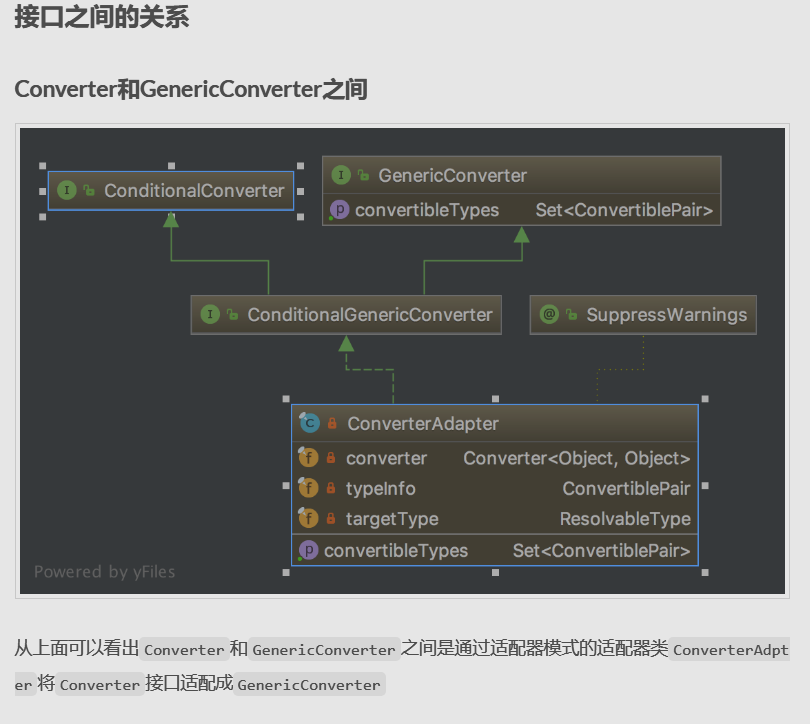 接口之间的关系
Converter和GenericConverter之间
ConditionalConverter
GenericConverter
convertibleTypes Set<ConvertiblePair>
ConditionalGenericConverter
SuppressWarnings
ConverterAdapter
converter Converter<Object, Object>
typeInfo ConvertiblePair
targetType ResolvableType
convertibleTypes Set<ConvertiblePair>
Powered by yFiles
从上面可以看出Converter和GenericConverter之间是通过适配器模式的适配器类ConverterAdpt
er将Converter接口适配成GenericConverter